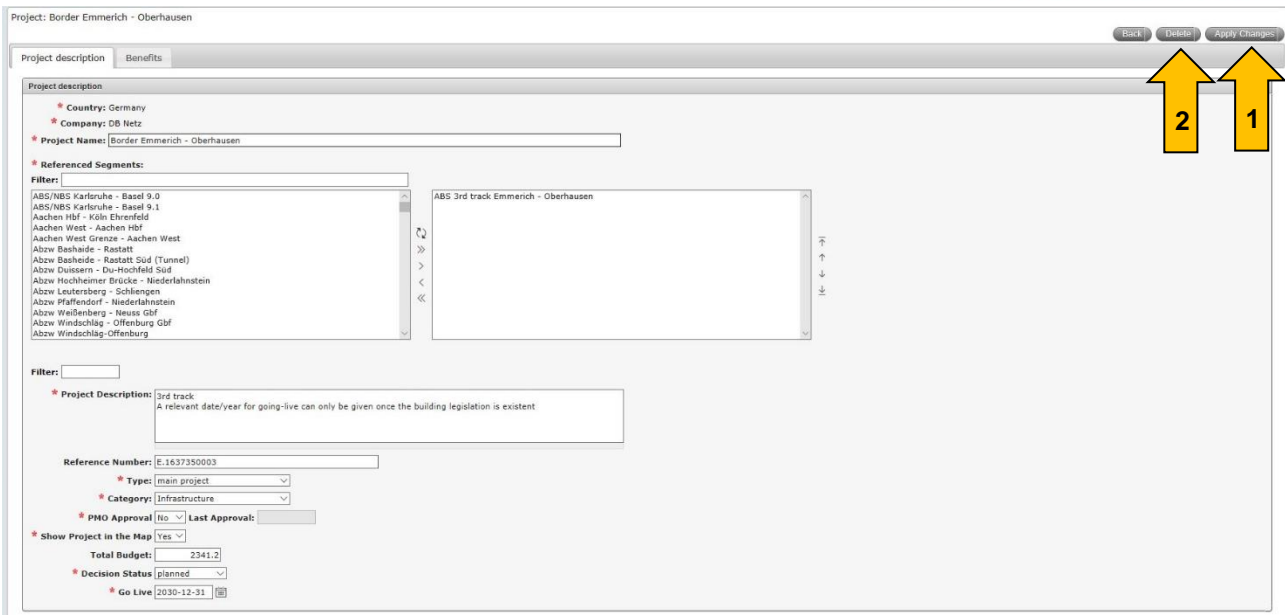 Project: Border Emmerich - Oberhausen
Back Delete Apply Changes
Project description Benefits
Project description
* Country: Germany
* Company: DB Netz
* Project Name: Border Emmerich - Oberhausen
* Referenced Segments:
Filter:
ABS/NBS Karlsruhe - Basel 9.0
ABS/NBS Karlsruhe - Basel 9.1
Aachen Hbf - Köln Ehrenfeld
Aachen West - Aachen Hbf
Aachen West Grenze - Aachen West
Abzw Bashaide - Rastatt
Abzw Basheide - Rastatt Süd (Tunnel)
Abzw Duissern - Du-Hochfeld Süd
Abzw Hochheimer Brücke - Niederlahnstein
Abzw Leutersberg - Schliengen
Abzw Pfaffendorf - Niederlahnstein
Abzw Weißenberg - Neuss Gbf
Abzw Windschläg - Offenburg Gbf
Abzw Windschläg-Offenburg
ABS 3rd track Emmerich - Oberhausen
2
1
Filter:
* Project Description: 3rd track
A relevant date/year for going-live can only be given once the building legislation is existent
Reference Number: E.1637350003
* Type: main project
* Category: Infrastructure
* PMO Approval No Last Approval:
* Show Project in the Map Yes
Total Budget: 2341.2
* Decision Status planned
* Go Live 2030-12-31